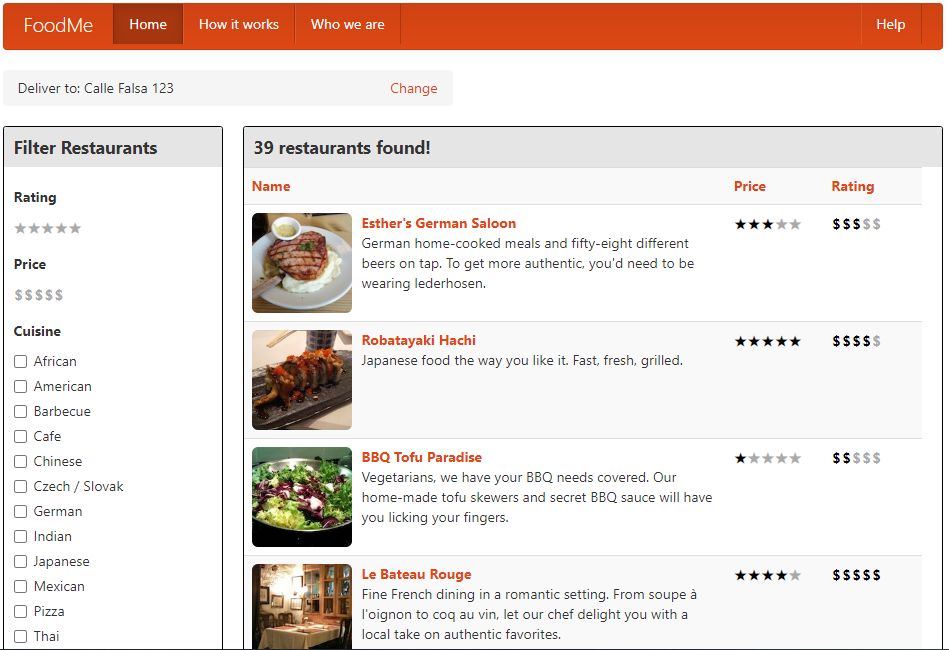 FoodMe Home How it works Who we are Help
Deliver to: Calle Falsa 123 Change
Filter Restaurants
Rating
★★★★★
Price
$$$$$
Cuisine
African
American
Barbecue
Cafe
Chinese
Czech / Slovak
German
Indian
Japanese
Mexican
Pizza
Thai
39 restaurants found!
Name Price Rating
Esther's German Saloon ★★★★★ $$$$$
German home-cooked meals and fifty-eight different
beers on tap. To get more authentic, you'd need to be
wearing lederhosen.
Robatayaki Hachi ★★★★★ $$$$$
Japanese food the way you like it. Fast, fresh, grilled.
BBQ Tofu Paradise ★★★★★ $$$$$
Vegetarians, we have your BBQ needs covered. Our
home-made tofu skewers and secret BBQ sauce will have
you licking your fingers.
Le Bateau Rouge ★★★★★ $$$$$
Fine French dining in a romantic setting. From soupe à
l'oignon to coq au vin, let our chef delight you with a
local take on authentic favorites.